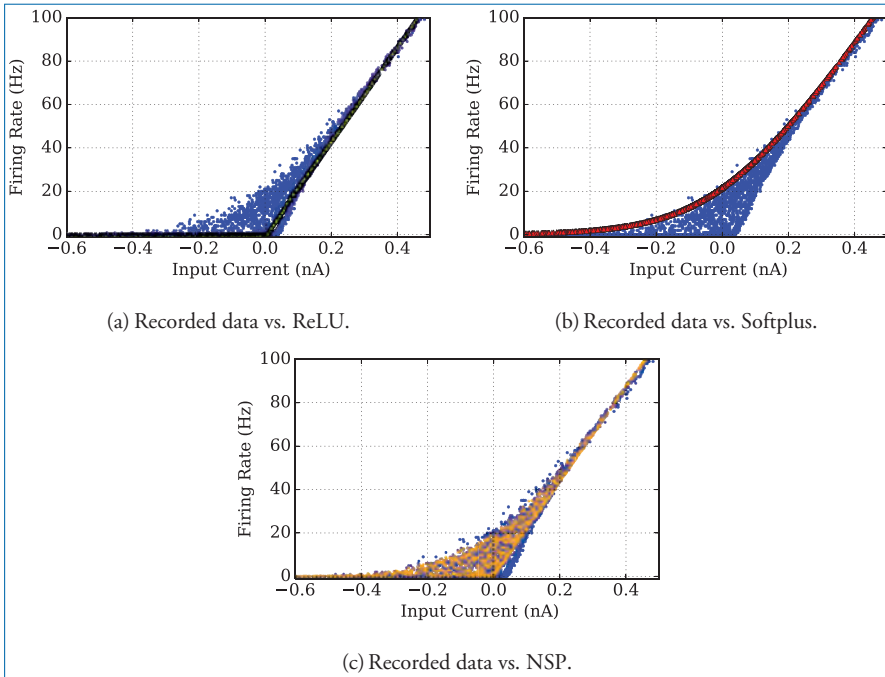 100
80
60
40
20
0
Firing Rate (Hz)
−0.6 −0.4 −0.2 0.0 0.2 0.4
Input Current (nA)
(a) Recorded data vs. ReLU.
100
80
60
40
20
0
Firing Rate (Hz)
−0.6 −0.4 −0.2 0.0 0.2 0.4
Input Current (nA)
(b) Recorded data vs. Softplus.
100
80
60
40
20
0
Firing Rate (Hz)
−0.6 −0.4 −0.2 0.0 0.2 0.4
Input Current (nA)
(c) Recorded data vs. NSP.